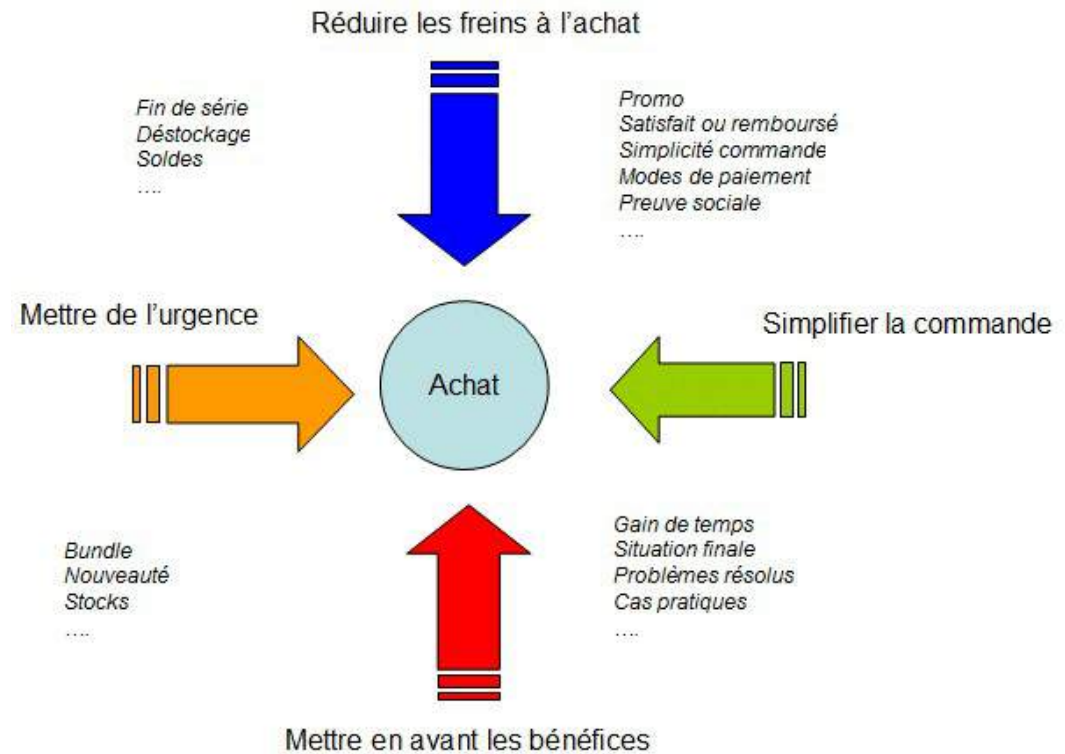 Réduire les freins à l'achat
Fin de série
Déstockage
Soldes
….
Promo
Satisfait ou remboursé
Simplicité commande
Modes de paiement
Preuve sociale
….
Mettre de l'urgence
Achat
Simplifier la commande
Bundle
Nouveauté
Stocks
….
Gain de temps
Situation finale
Problèmes résolus
Cas pratiques
….
Mettre en avant les bénéfices